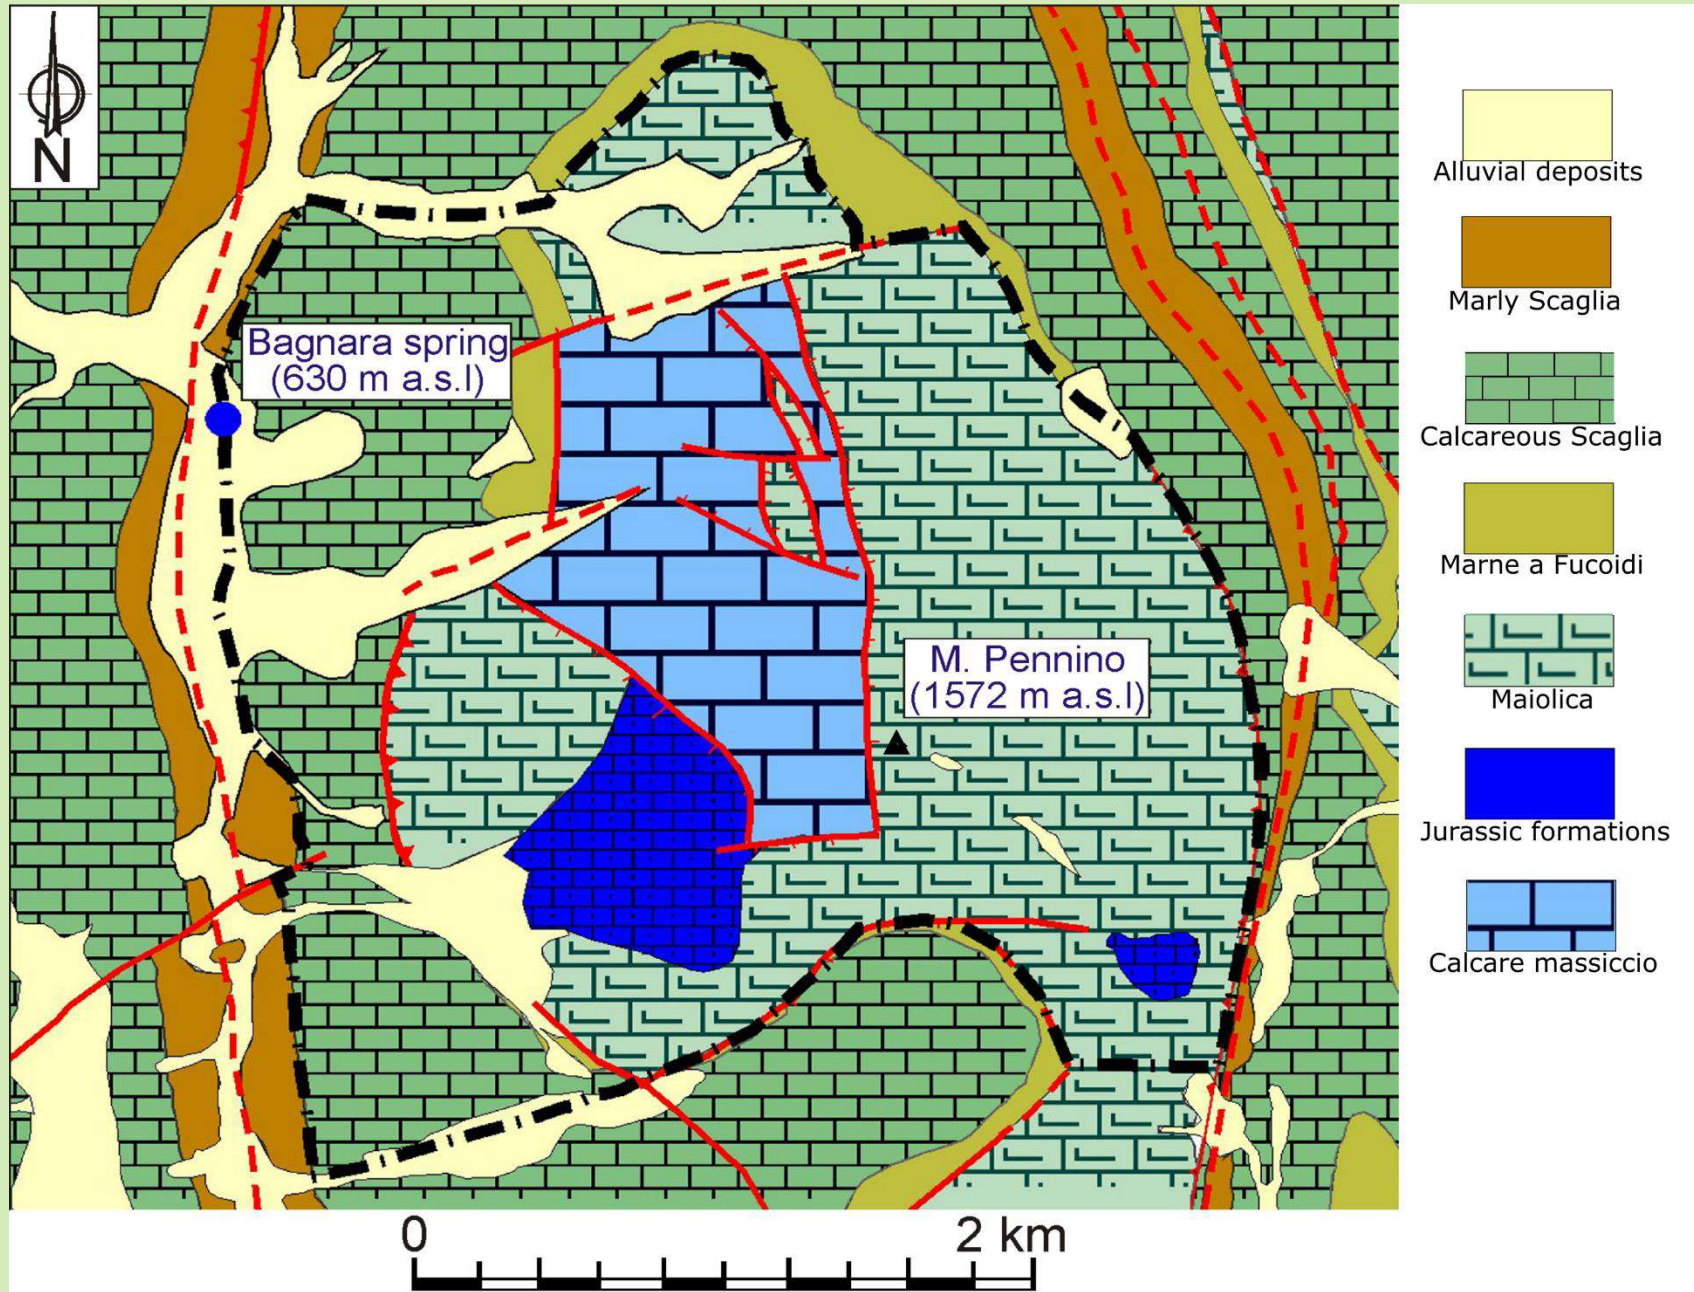 N
Bagnara spring
(630 m a.s.l)
M. Pennino
(1572 m a.s.l)
0 2 km
Alluvial deposits
Marly Scaglia
Calcareous Scaglia
Marne a Fucoidi
Maiolica
Jurassic formations
Calcare massiccio